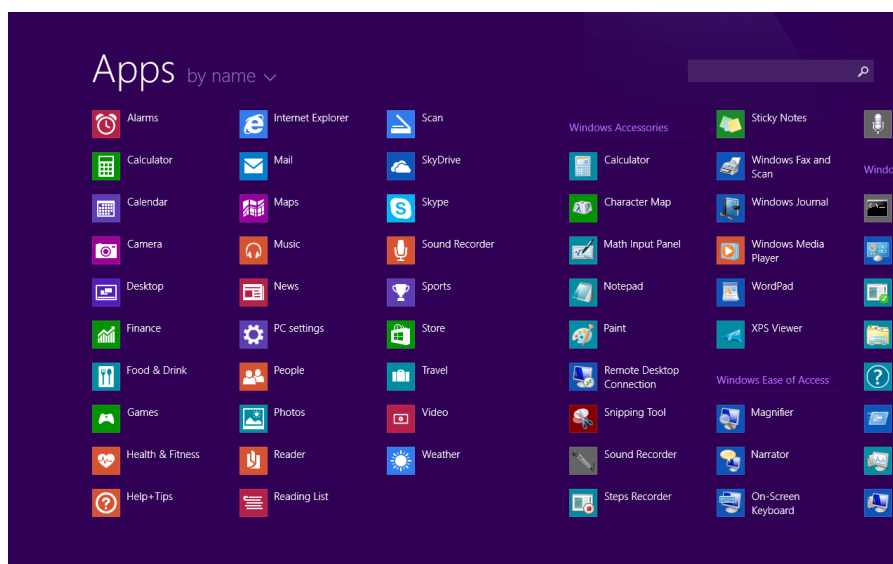 Apps by name
Alarms
Calculator
Calendar
Camera
Desktop
Finance
Food & Drink
Games
Health & Fitness
Help+Tips
Internet Explorer
Mail
Maps
Music
News
PC settings
People
Photos
Reader
Reading List
Scan
SkyDrive
Skype
Sound Recorder
Sports
Store
Travel
Video
Weather
Windows Accessories
Calculator
Character Map
Math Input Panel
Notepad
Paint
Remote Desktop
Connection
Snipping Tool
Sound Recorder
Steps Recorder
Sticky Notes
Windows Fax and
Scan
Windows Journal
Windows Media
Player
WordPad
XPS Viewer
Windows Ease of Access
Magnifier
Narrator
On-Screen
Keyboard
Windo